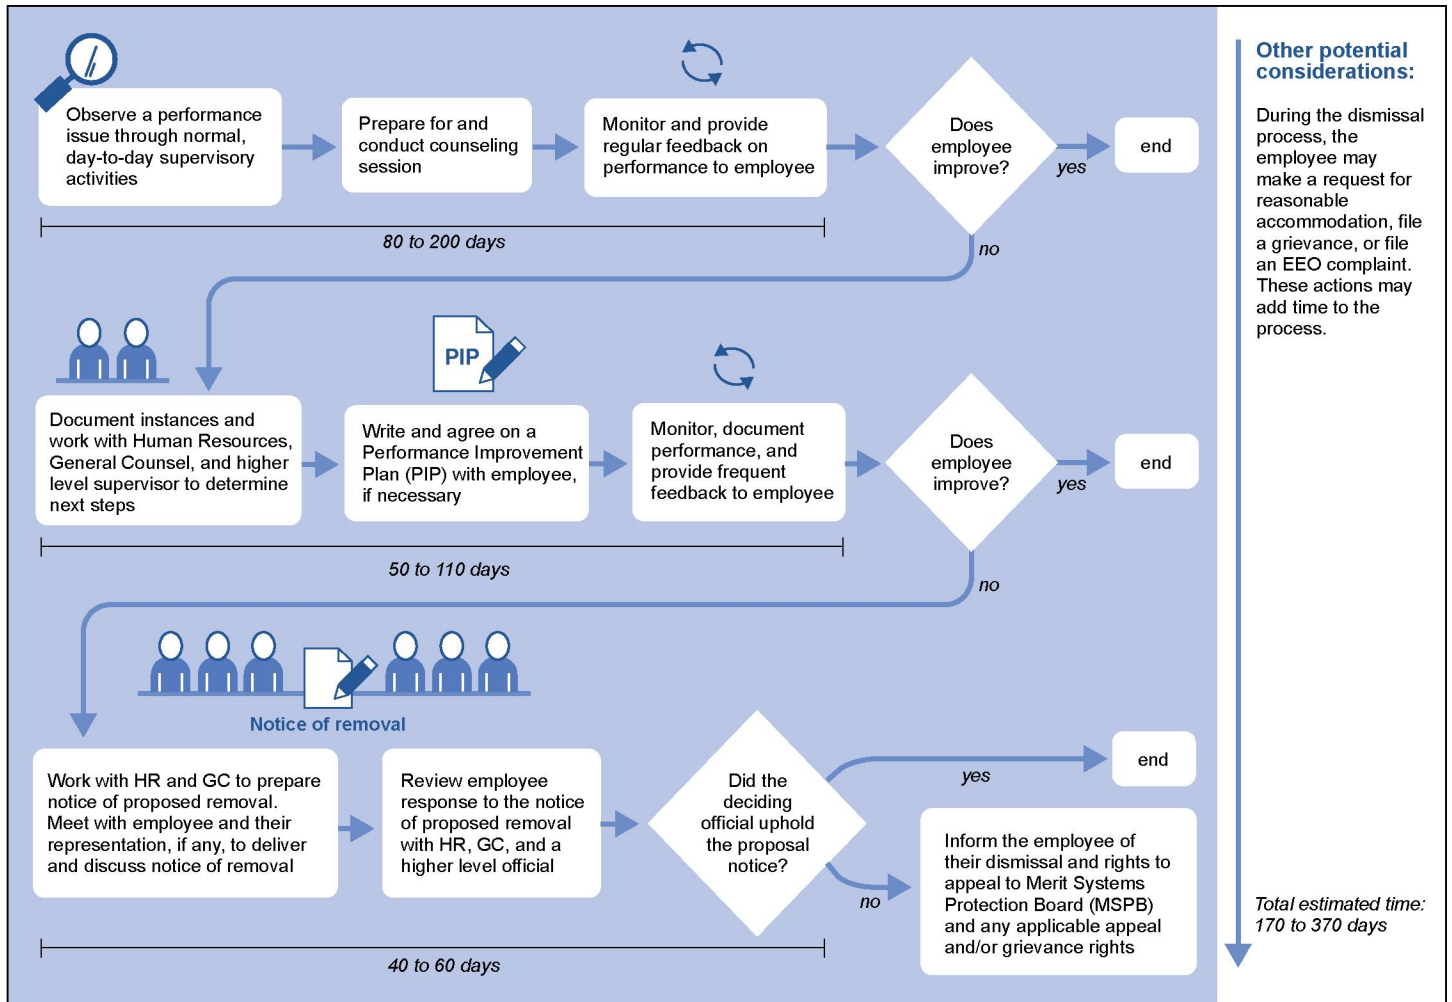 Observe a performance
issue through normal,
day-to-day supervisory
activities
Prepare for and
conduct counseling
session
Monitor and provide
regular feedback on
performance to employee
Does
employee
improve?
yes
end
no
80 to 200 days
PIP
Document instances and
work with Human Resources,
General Counsel, and higher
level supervisor to determine
next steps
Write and agree on a
Performance Improvement
Plan (PIP) with employee,
if necessary
Monitor, document
performance, and
provide frequent
feedback to employee
Does
employee
improve?
yes
end
no
50 to 110 days
Notice of removal
Work with HR and GC to prepare
notice of proposed removal.
Meet with employee and their
representation, if any, to deliver
and discuss notice of removal
Review employee
response to the notice
of proposed removal
with HR, GC, and a
higher level official
Did the
deciding
official uphold
the proposal
notice?
yes
end
no
Inform the employee of
their dismissal and rights to
appeal to Merit Systems
Protection Board (MSPB)
and any applicable appeal
and/or grievance rights
40 to 60 days
Other potential
considerations:
During the dismissal
process, the
employee may
make a request for
reasonable
accommodation, file
a grievance, or file
an EEO complaint.
These actions may
add time to the
process.
Total estimated time:
170 to 370 days